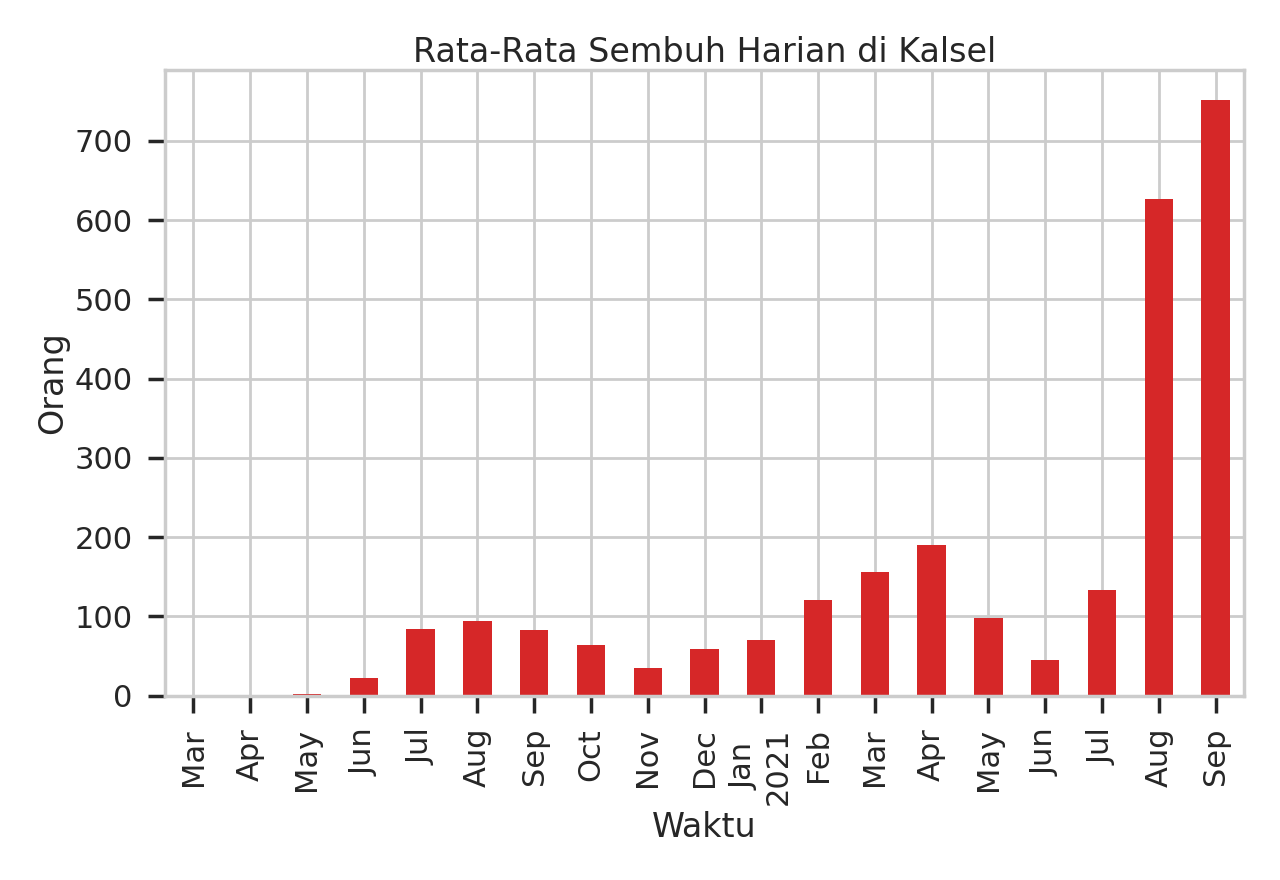 Rata-Rata Sembuh Harian di Kalsel
Orang
700
600
500
400
300
200
100
0
Mar
Apr
May
Jun
Jul
Aug
Sep
Oct
Nov
Dec
Jan
2021
Feb
Mar
Apr
May
Jun
Jul
Aug
Sep
Waktu